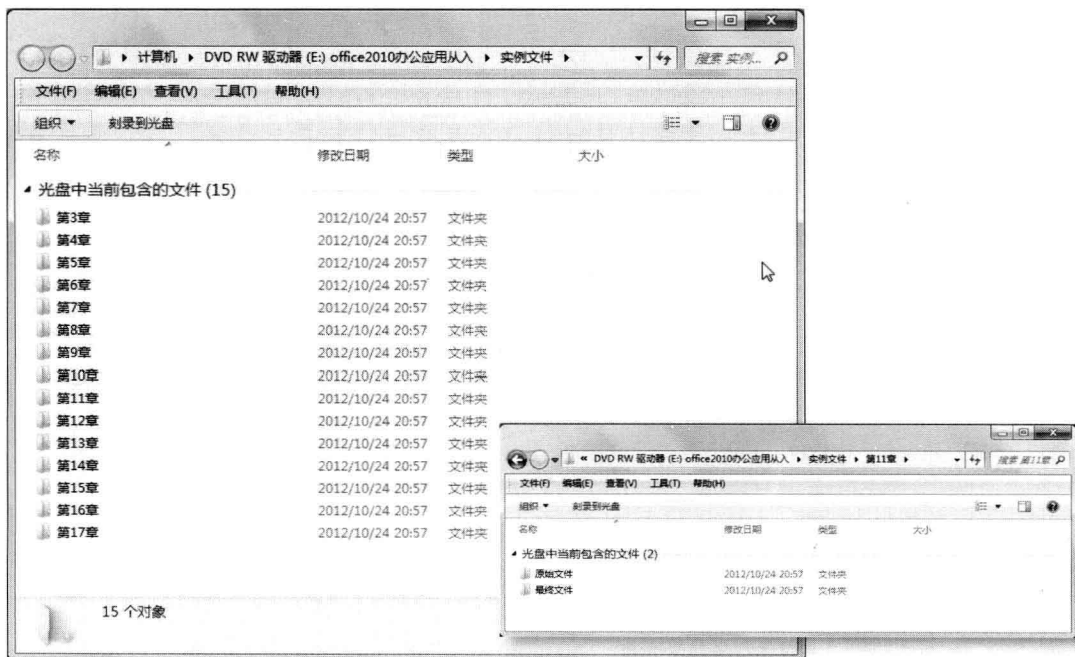 计算机 ▸ DVD RW 驱动器 (E:) office2010办公应用从入 ▸ 实例文件 ▸ 搜索 实例...
文件(F) 编辑(E) 查看(V) 工具(T) 帮助(H)
组织 刻录到光盘
名称 修改日期 类型 大小
光盘中当前包含的文件 (15)
第3章 2012/10/24 20:57 文件夹
第4章 2012/10/24 20:57 文件夹
第5章 2012/10/24 20:57 文件夹
第6章 2012/10/24 20:57 文件夹
第7章 2012/10/24 20:57 文件夹
第8章 2012/10/24 20:57 文件夹
第9章 2012/10/24 20:57 文件夹
第10章 2012/10/24 20:57 文件夹
第11章 2012/10/24 20:57 文件夹
第12章 2012/10/24 20:57 文件夹
第13章 2012/10/24 20:57 文件夹
第14章 2012/10/24 20:57 文件夹
第15章 2012/10/24 20:57 文件夹
第16章 2012/10/24 20:57 文件夹
第17章 2012/10/24 20:57 文件夹
15 个对象
« DVD RW 驱动器 (E:) office2010办公应用从入 ▸ 实例文件 ▸ 第11章 ▸ 搜索 第11章
文件(F) 编辑(E) 查看(V) 工具(T) 帮助(H)
组织 刻录到光盘
名称 修改日期 类型 大小
光盘中当前包含的文件 (2)
原始文件 2012/10/24 20:57 文件夹
最终文件 2012/10/24 20:57 文件夹